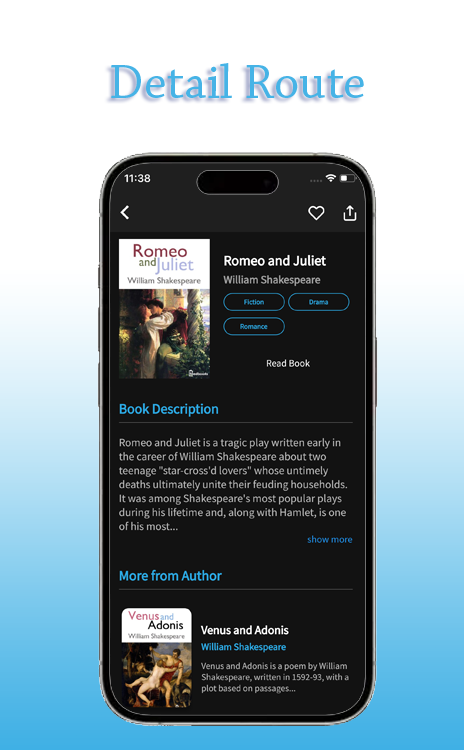 Detail Route
11:38
Romeo
and Juliet
William Shakespeare
Romeo and Juliet
William Shakespeare
Fiction
Drama
Romance
Read Book
Book Description
Romeo and Juliet is a tragic play written early in
the career of William Shakespeare about two
teenage "star-cross'd lovers" whose untimely
deaths ultimately unite their feuding households.
It was among Shakespeare's most popular plays
during his lifetime and, along with Hamlet, is one
of his most...
show more
More from Author
Venus and
Adonis
William Shakespeare
Venus and Adonis
William Shakespeare
Venus and Adonis is a poem by William
Shakespeare, written in 1592-93, with a
plot based on passages...